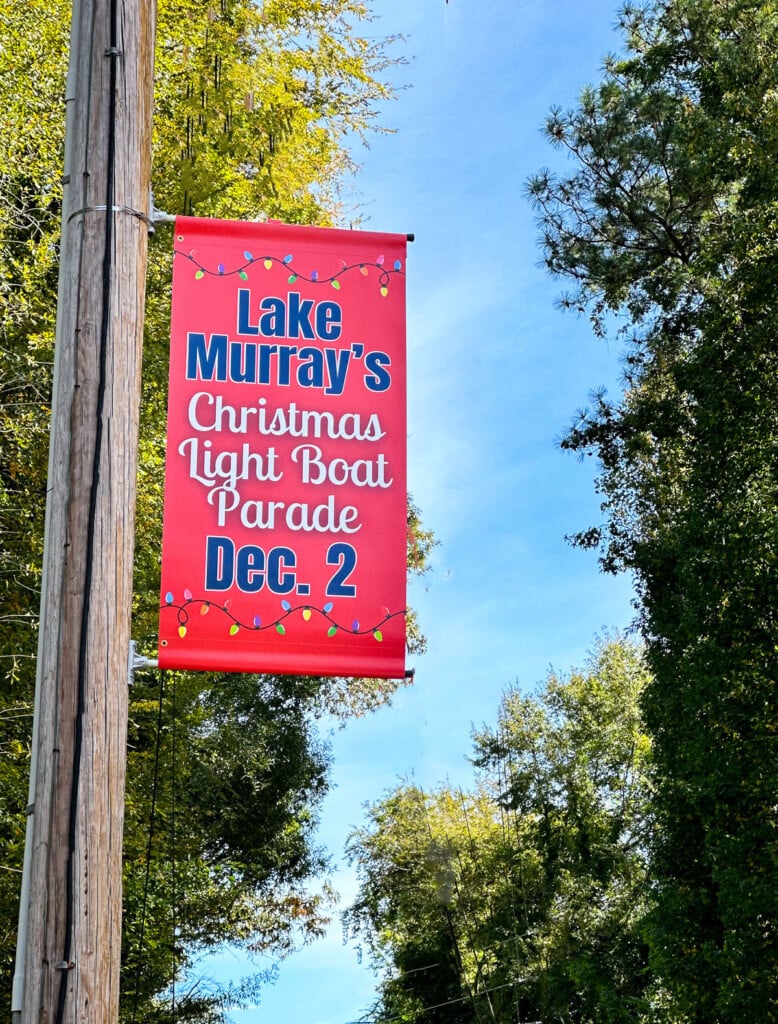 Lake
Murray's
Christmas
Light Boat
Parade
Dec. 2